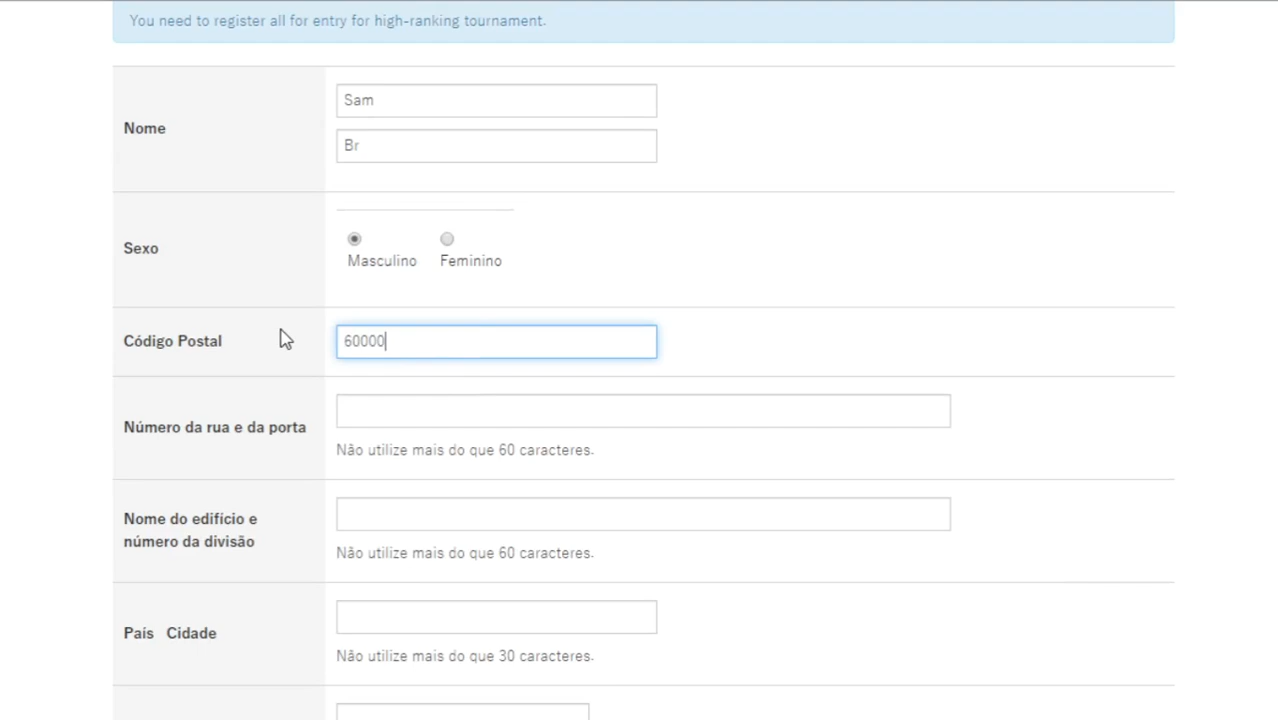 You need to register all for entry for high-ranking tournament.
Nome
Sam
Br
Sexo
Masculino Feminino
Código Postal
60000
Número da rua e da porta
Não utilize mais do que 60 caracteres.
Nome do edifício e
número da divisão
Não utilize mais do que 60 caracteres.
País Cidade
Não utilize mais do que 30 caracteres.